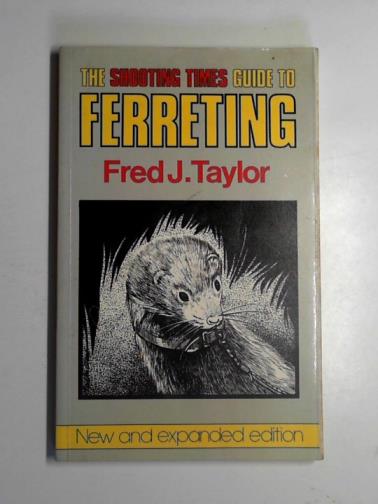 THE SHOOTING TIMES GUIDE TO
FERRETING
Fred J. Taylor
New and expanded edition